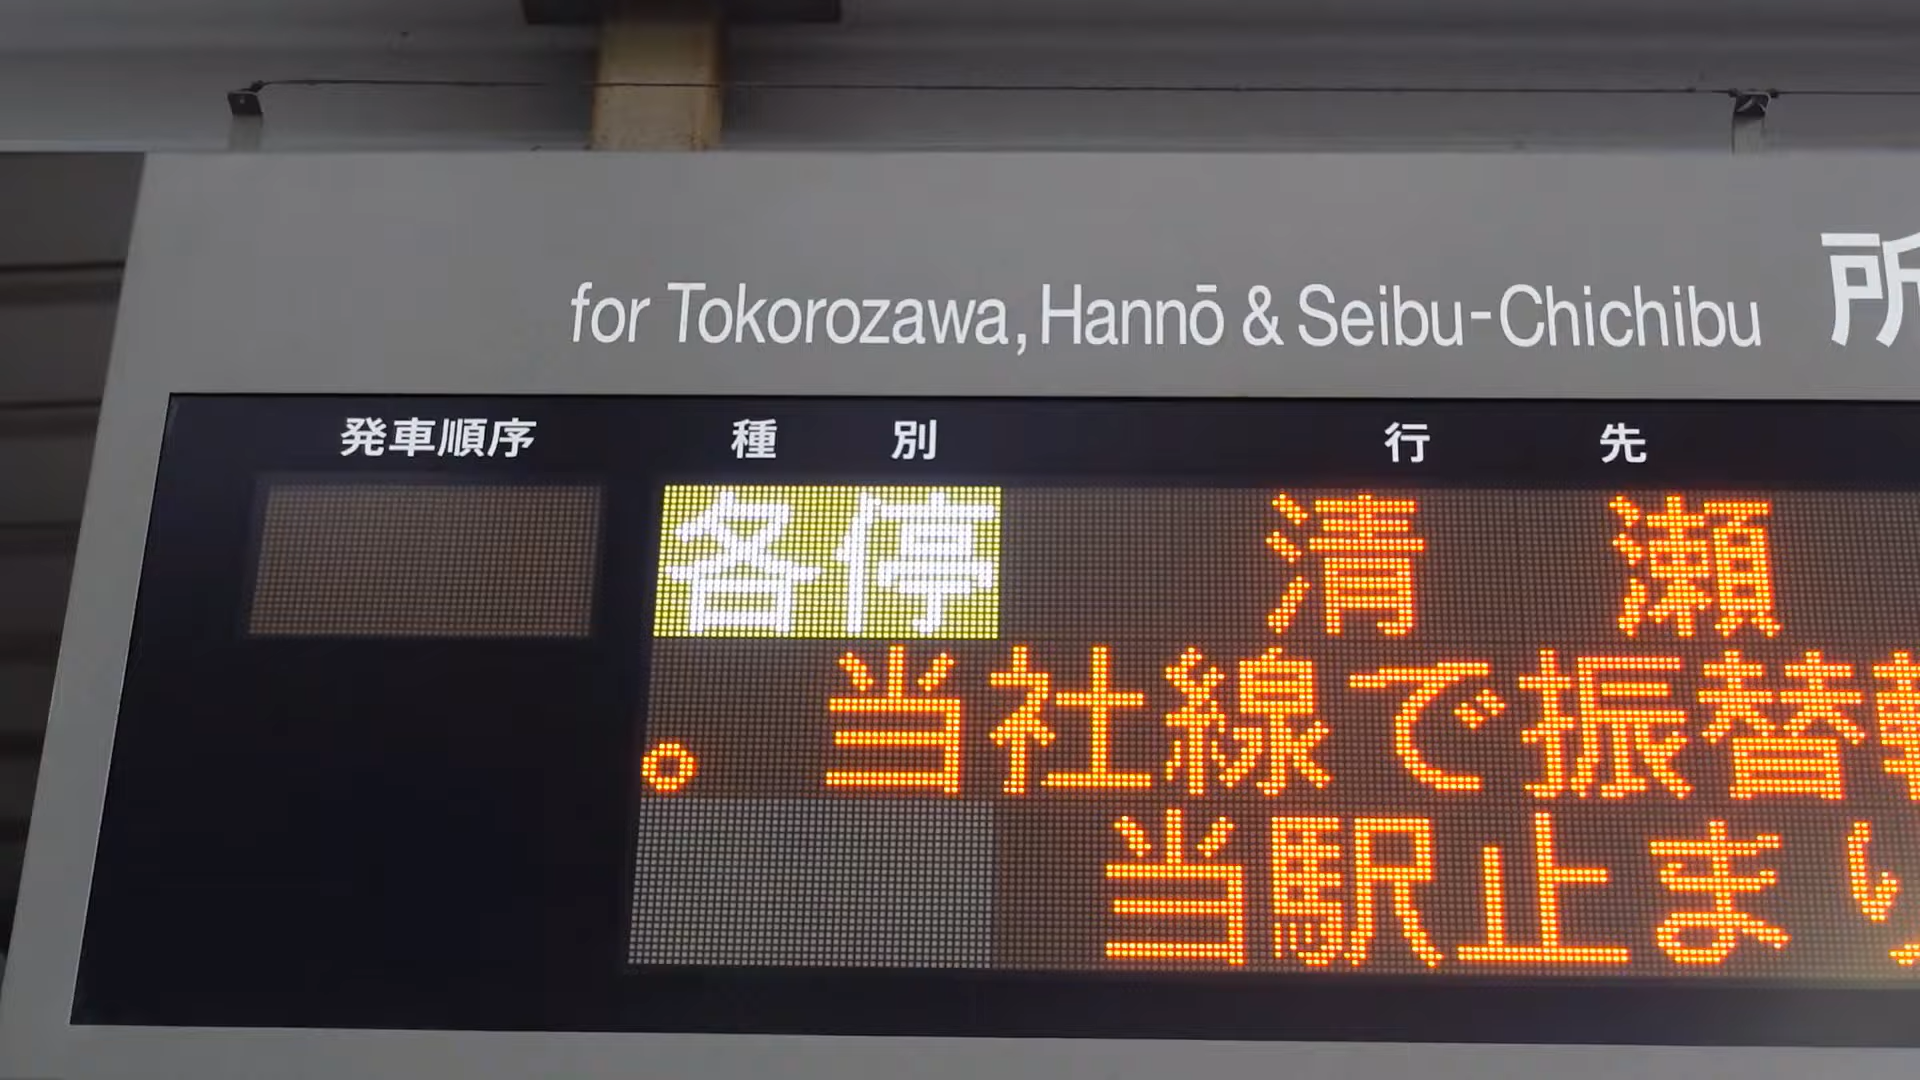 for Tokorozawa, Hannō & Seibu-Chichibu 所
発車順序 種別 行先
各停 清瀬
。当社線で振替
当駅止まり